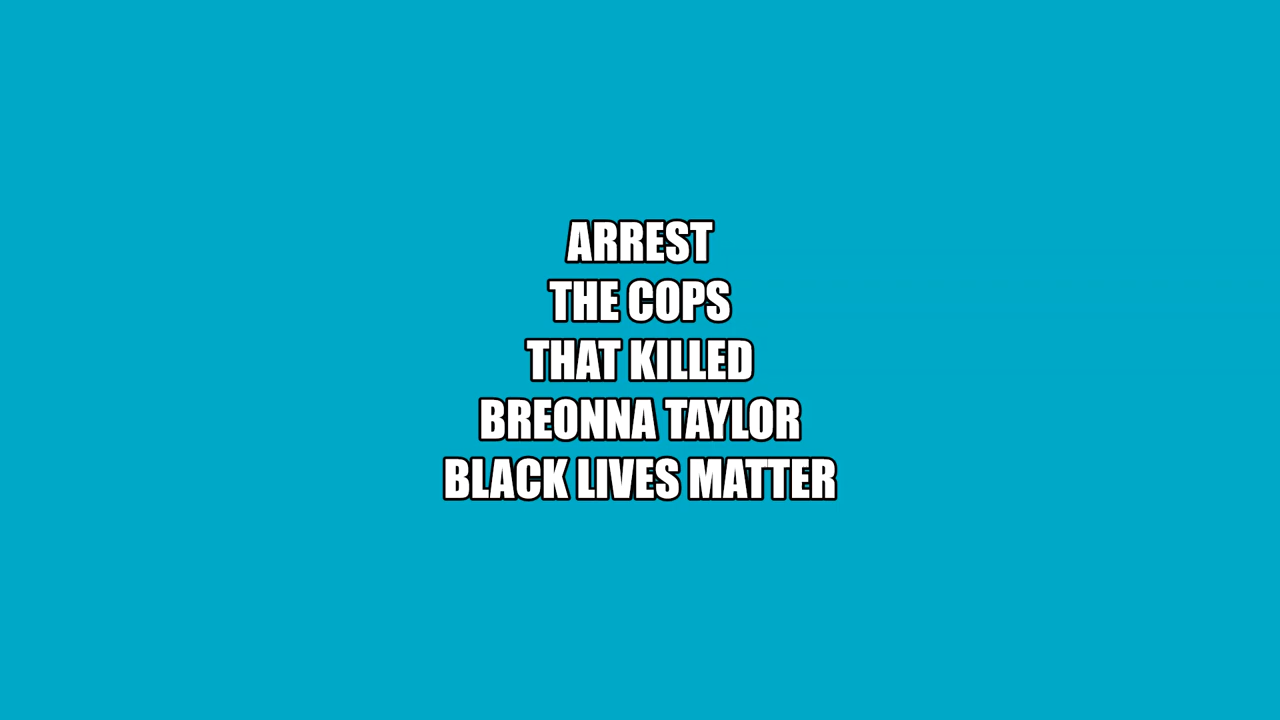 ARREST
THE COPS
THAT KILLED
BREONNA TAYLOR
BLACK LIVES MATTER